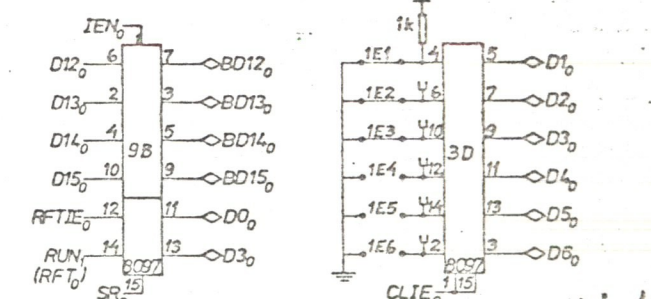 IEN₀
1
D12₀ 6 7 BD12₀
D13₀ 2 3 BD13₀
D14₀ 4 5 BD14₀
9B
D15₀ 10 9 BD15₀
RFTIE₀ 12 11 D0₀
RUN₁ 14 13 D3₀
(RFT₀)
8097
SR₀ 15
1k
1E1 4 5 D1₀
1E2 6 7 D2₀
1E3 10 9 D3₀
3D
1E4 12 11 D4₀
1E5 14 13 D5₀
1E6 2 3 D6₀
8097
CLIE₀ 1 15